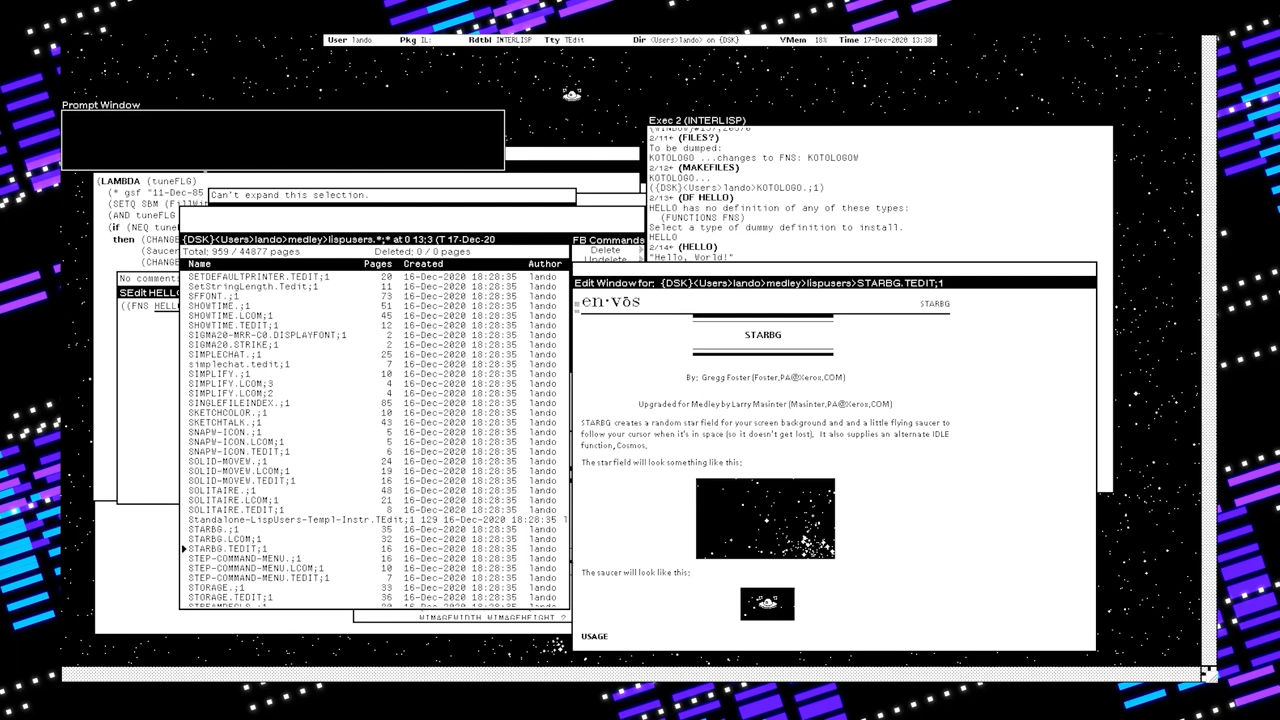 User lando Pkg IL: Rdtbl INTERLISP Tty TEdit Dir <Users>lando> on {DSK} VMem 18% Time 17-Dec-2020 13:38
Prompt Window
(LAMBDA (tuneFLG)
(* gsf "11-Dec-85
(SETQ SBM (FillWit
(AND tuneFLG
(if (NEQ tune
then (CHANGE
(Saucer
(CHANGE
Can't expand this selection.
No comment
SEdit HELLO
((FNS HELLO
{DSK}<Users>lando>medley>lispusers.*;* at 0 13;3 (T 17-Dec-20
Total: 959 / 44877 pages Deleted: 0 / 0 pages
Name Pages Created Author
SETDEFAULTPRINTER.TEDIT;1 20 16-Dec-2020 18:28:35 lando
SetStringLength.Tedit;1 11 16-Dec-2020 18:28:35 lando
SFFONT.;1 73 16-Dec-2020 18:28:35 lando
SHOWTIME.;1 51 16-Dec-2020 18:28:35 lando
SHOWTIME.LCOM;1 45 16-Dec-2020 18:28:35 lando
SHOWTIME.TEDIT;1 12 16-Dec-2020 18:28:35 lando
SIGMA20-MRR-C0.DISPLAYFONT;1 2 16-Dec-2020 18:28:35 lando
SIGMA20.STRIKE;1 2 16-Dec-2020 18:28:35 lando
SIMPLECHAT.;1 25 16-Dec-2020 18:28:35 lando
simplechat.tedit;1 7 16-Dec-2020 18:28:35 lando
SIMPLIFY.;1 10 16-Dec-2020 18:28:35 lando
SIMPLIFY.LCOM;3 4 16-Dec-2020 18:28:35 lando
SIMPLIFY.LCOM;2 4 16-Dec-2020 18:28:35 lando
SINGLEFILEINDEX.;1 85 16-Dec-2020 18:28:35 lando
SKETCHCOLOR.;1 10 16-Dec-2020 18:28:35 lando
SKETCHTALK.;1 43 16-Dec-2020 18:28:35 lando
SNAPW-ICON.;1 5 16-Dec-2020 18:28:35 lando
SNAPW-ICON.LCOM;1 5 16-Dec-2020 18:28:35 lando
SNAPW-ICON.TEDIT;1 6 16-Dec-2020 18:28:35 lando
SOLID-MOVEW.;1 24 16-Dec-2020 18:28:35 lando
SOLID-MOVEW.LCOM;1 19 16-Dec-2020 18:28:35 lando
SOLID-MOVEW.TEDIT;1 16 16-Dec-2020 18:28:35 lando
SOLITAIRE.;1 48 16-Dec-2020 18:28:35 lando
SOLITAIRE.LCOM;1 21 16-Dec-2020 18:28:35 lando
SOLITAIRE.TEDIT;1 8 16-Dec-2020 18:28:35 lando
Standalone-LispUsers-Templ-Instr.TEdit;1 129 16-Dec-2020 18:28:35 l
STARBG.;1 35 16-Dec-2020 18:28:35 lando
STARBG.LCOM;1 32 16-Dec-2020 18:28:35 lando
STARBG.TEDIT;1 16 16-Dec-2020 18:28:35 lando
STEP-COMMAND-MENU.;1 16 16-Dec-2020 18:28:35 lando
STEP-COMMAND-MENU.LCOM;1 10 16-Dec-2020 18:28:35 lando
STEP-COMMAND-MENU.TEDIT;1 7 16-Dec-2020 18:28:35 lando
STORAGE.;1 33 16-Dec-2020 18:28:35 lando
STORAGE.TEDIT;1 36 16-Dec-2020 18:28:35 lando
STREAMDECLS.;1 20 16-Dec-2020 18:28:35 lando
WIMAGEWIDTH WIMAGEHEIGHT 2
FB Commands
Delete
Undelete
Exec 2 (INTERLISP)
2/11← (FILES?)
To be dumped:
KOTOLOGO ...changes to FNS: KOTOLOGOW
2/12← (MAKEFILES)
KOTOLOGO...
({DSK}<Users>lando>KOTOLOGO.;1)
2/13← (DF HELLO)
HELLO has no definition of any of these types:
(FUNCTIONS FNS)
Select a type of dummy definition to install.
HELLO
2/14← (HELLO)
"Hello, World!"
Edit Window for: {DSK}<Users>lando>medley>lispusers>STARBG.TEDIT;1
en·vōs STARBG
STARBG
By: Gregg Foster (Foster.PA@Xerox.COM)
Upgraded for Medley by Larry Masinter (Masinter.PA@Xerox.COM)
STARBG creates a random star field for your screen background and and a little flying saucer to
follow your cursor when it's in space (so it doesn't get lost). It also supplies an alternate IDLE
function, Cosmos.
The star field will look something like this:
The saucer will look like this:
USAGE